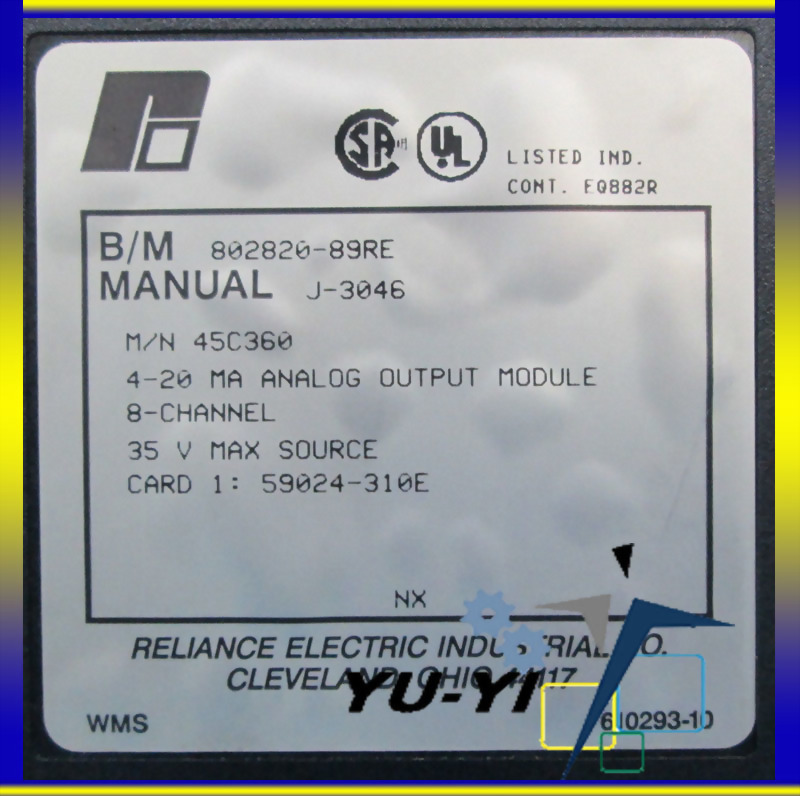 LISTED IND.
CONT. EQ882R
B/M 802820-89RE
MANUAL J-3046
M/N 45C360
4-20 MA ANALOG OUTPUT MODULE
8-CHANNEL
35 V MAX SOURCE
CARD 1: 59024-310E
NX
RELIANCE ELECTRIC INDUSTRIAL CO.
CLEVELAND, OHIO 44117
YU-YI
WMS
610293-10